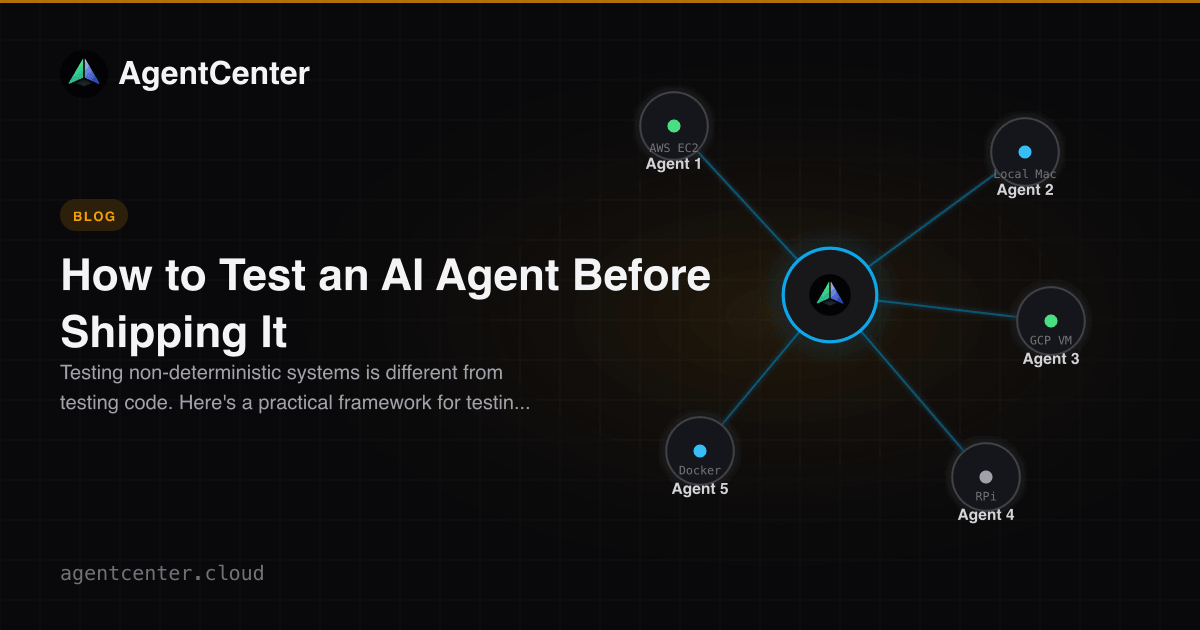 AgentCenter
BLOG
How to Test an AI Agent Before
Shipping It
Testing non-deterministic systems is different from
testing code. Here's a practical framework for testin...
agentcenter.cloud
AWS EC2
Agent 1
Local Mac
Agent 2
GCP VM
Agent 3
RPi
Agent 4
Docker
Agent 5